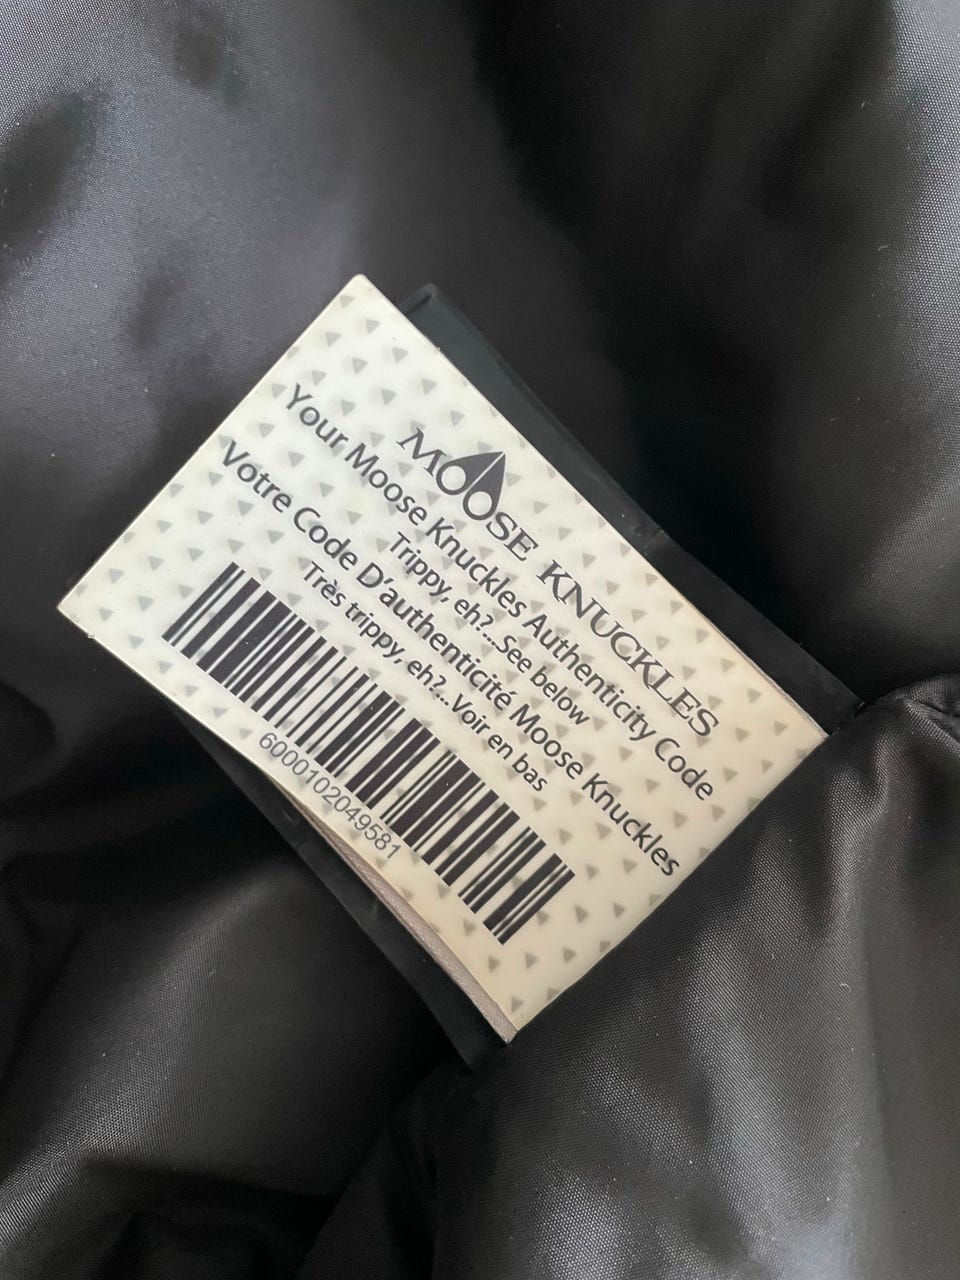 MOOSE KNUCKLES
Your Moose Knuckles Authenticity Code
Trippy, eh?...See below
Votre Code D'authenticité Moose Knuckles
Très trippy, eh?...Voir en bas
6000102049581